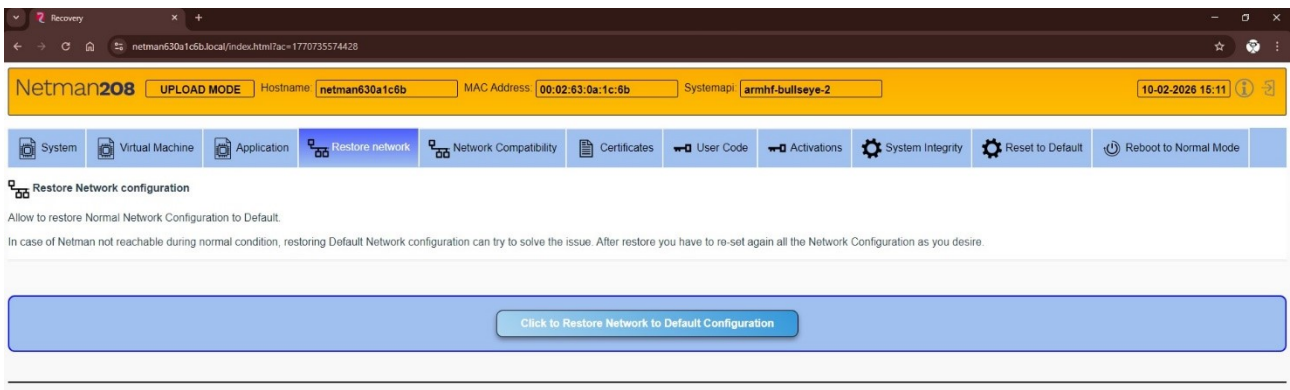 Recovery
netman630a1c6b.local/index.html?ac=1770735574428
Netman208 UPLOAD MODE Hostname: netman630a1c6b MAC Address: 00:02:63:0a:1c:6b Systemapi: armhf-bullseye-2 10-02-2026 15:11
System Virtual Machine Application Restore network Network Compatibility Certificates User Code Activations System Integrity Reset to Default Reboot to Normal Mode
Restore Network configuration
Allow to restore Normal Network Configuration to Default.
In case of Netman not reachable during normal condition, restoring Default Network configuration can try to solve the issue. After restore you have to re-set again all the Network Configuration as you desire.
Click to Restore Network to Default Configuration